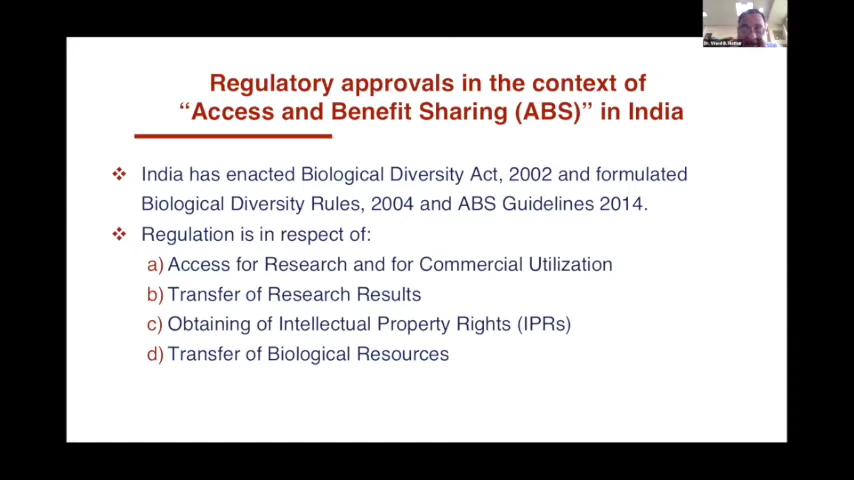 Regulatory approvals in the context of
“Access and Benefit Sharing (ABS)” in India
❖ India has enacted Biological Diversity Act, 2002 and formulated
Biological Diversity Rules, 2004 and ABS Guidelines 2014.
❖ Regulation is in respect of:
a) Access for Research and for Commercial Utilization
b) Transfer of Research Results
c) Obtaining of Intellectual Property Rights (IPRs)
d) Transfer of Biological Resources